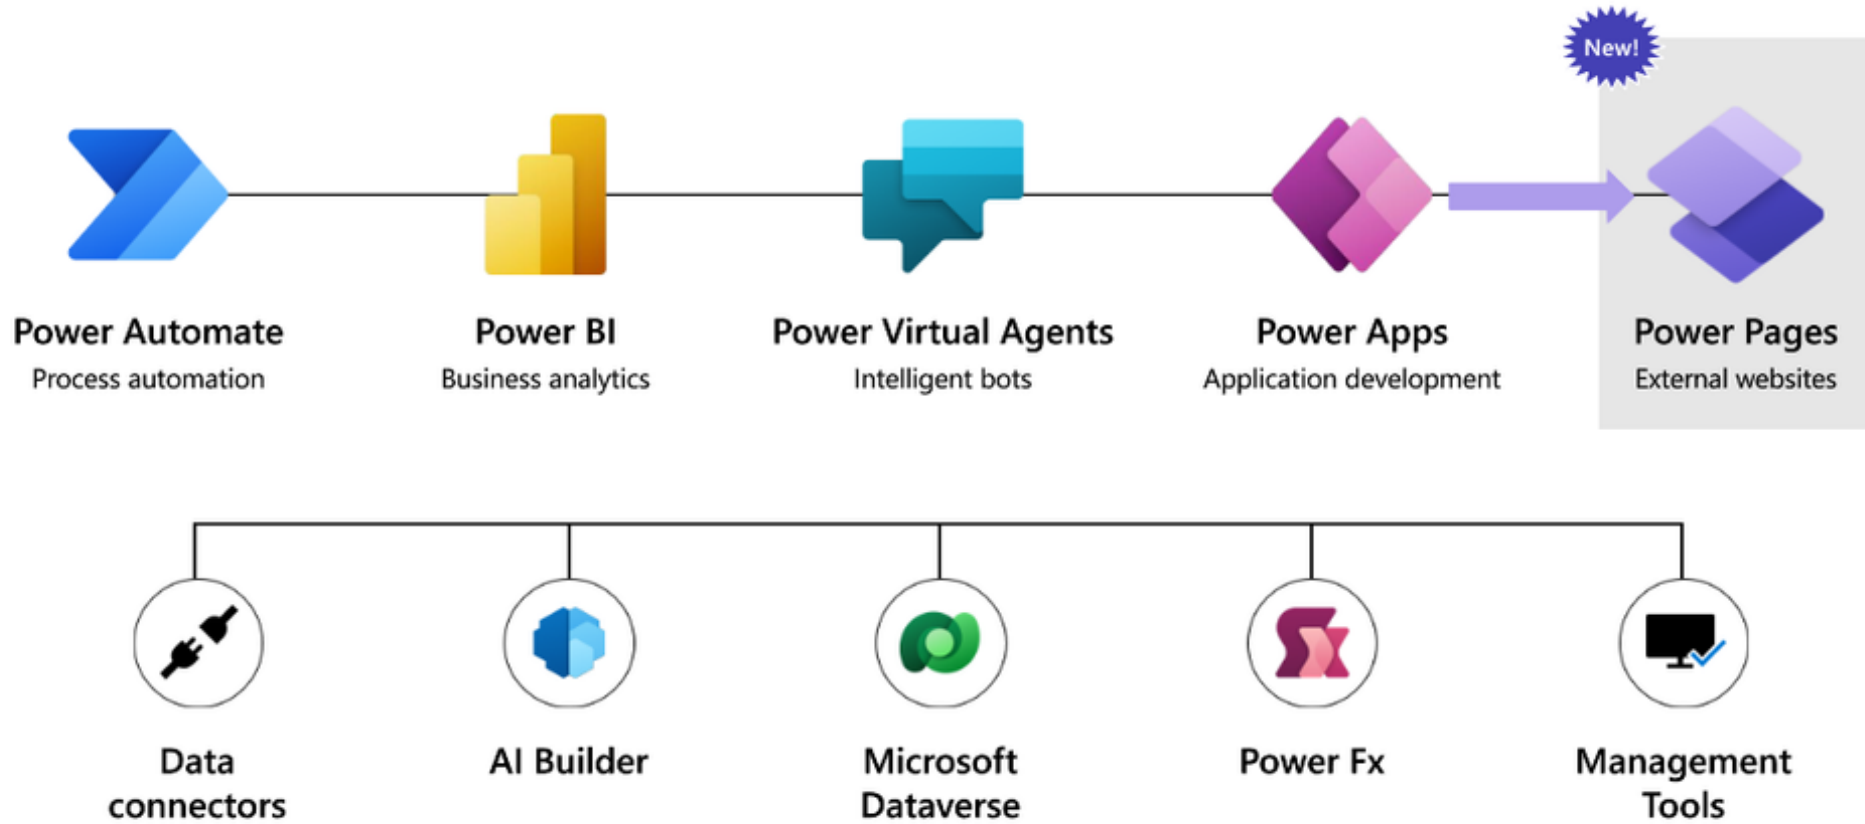 New!
Power Automate
Process automation
Power BI
Business analytics
Power Virtual Agents
Intelligent bots
Power Apps
Application development
Power Pages
External websites
Data
connectors
AI Builder
Microsoft
Dataverse
Power Fx
Management
Tools